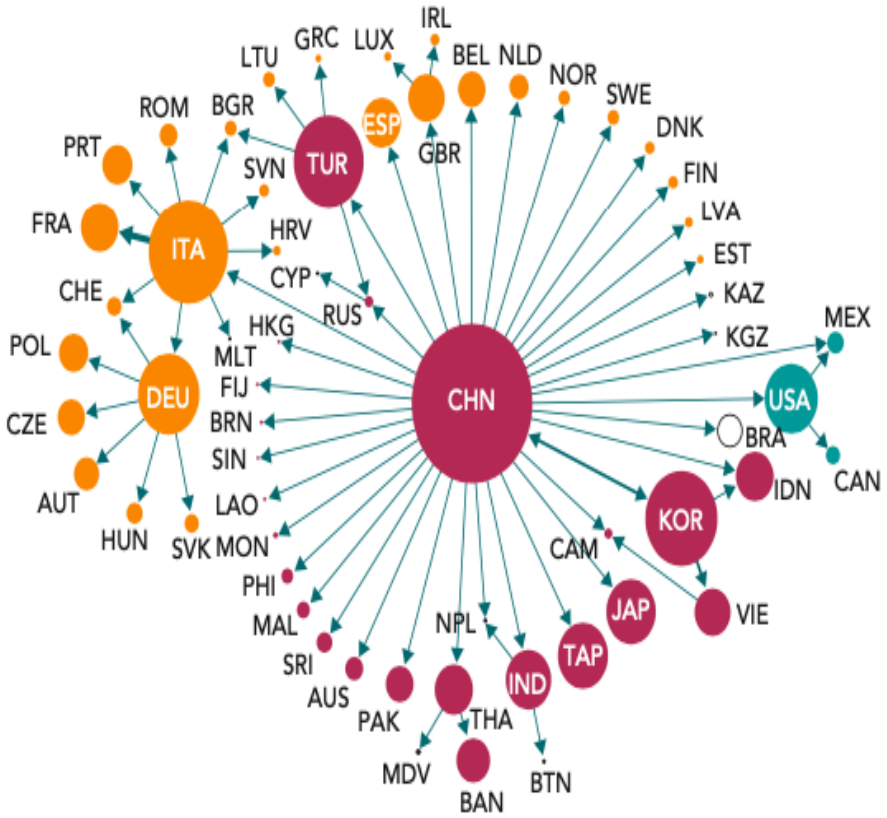 IRL
GRC
LUX
LTU
BEL
NLD
NOR
ROM
BGR
ESP
SWE
GBR
DNK
PRT
TUR
SVN
FIN
FRA
LVA
ITA
HRV
EST
CYP
CHE
KAZ
RUS
HKG
MEX
KGZ
POL
MLT
FIJ
DEU
CHN
USA
CZE
BRN
BRA
SIN
CAN
IDN
AUT
LAO
KOR
HUN
SVK
MON
CAM
PHI
JAP
VIE
MAL
NPL
TAP
SRI
IND
AUS
PAK
THA
MDV
BTN
BAN